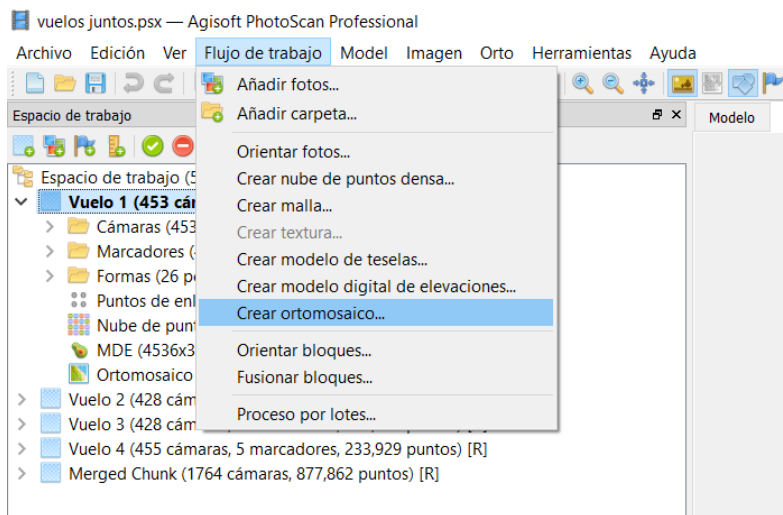 vuelos juntos.psx — Agisoft PhotoScan Professional
Archivo Edición Ver Flujo de trabajo Model Imagen Orto Herramientas Ayuda
Espacio de trabajo
Modelo
Añadir fotos...
Añadir carpeta...
Orientar fotos...
Crear nube de puntos densa...
Crear malla...
Crear textura...
Crear modelo de teselas...
Crear modelo digital de elevaciones...
Crear ortomosaico...
Orientar bloques...
Fusionar bloques...
Proceso por lotes...
Espacio de trabajo (5
Vuelo 1 (453 cá
Cámaras (453
Marcadores (
Formas (26 p
Puntos de enl
Nube de pun
MDE (4536x3
Ortomosaico
Vuelo 2 (428 cám
Vuelo 3 (428 cám
Vuelo 4 (455 cámaras, 5 marcadores, 233,929 puntos) [R]
Merged Chunk (1764 cámaras, 877,862 puntos) [R]